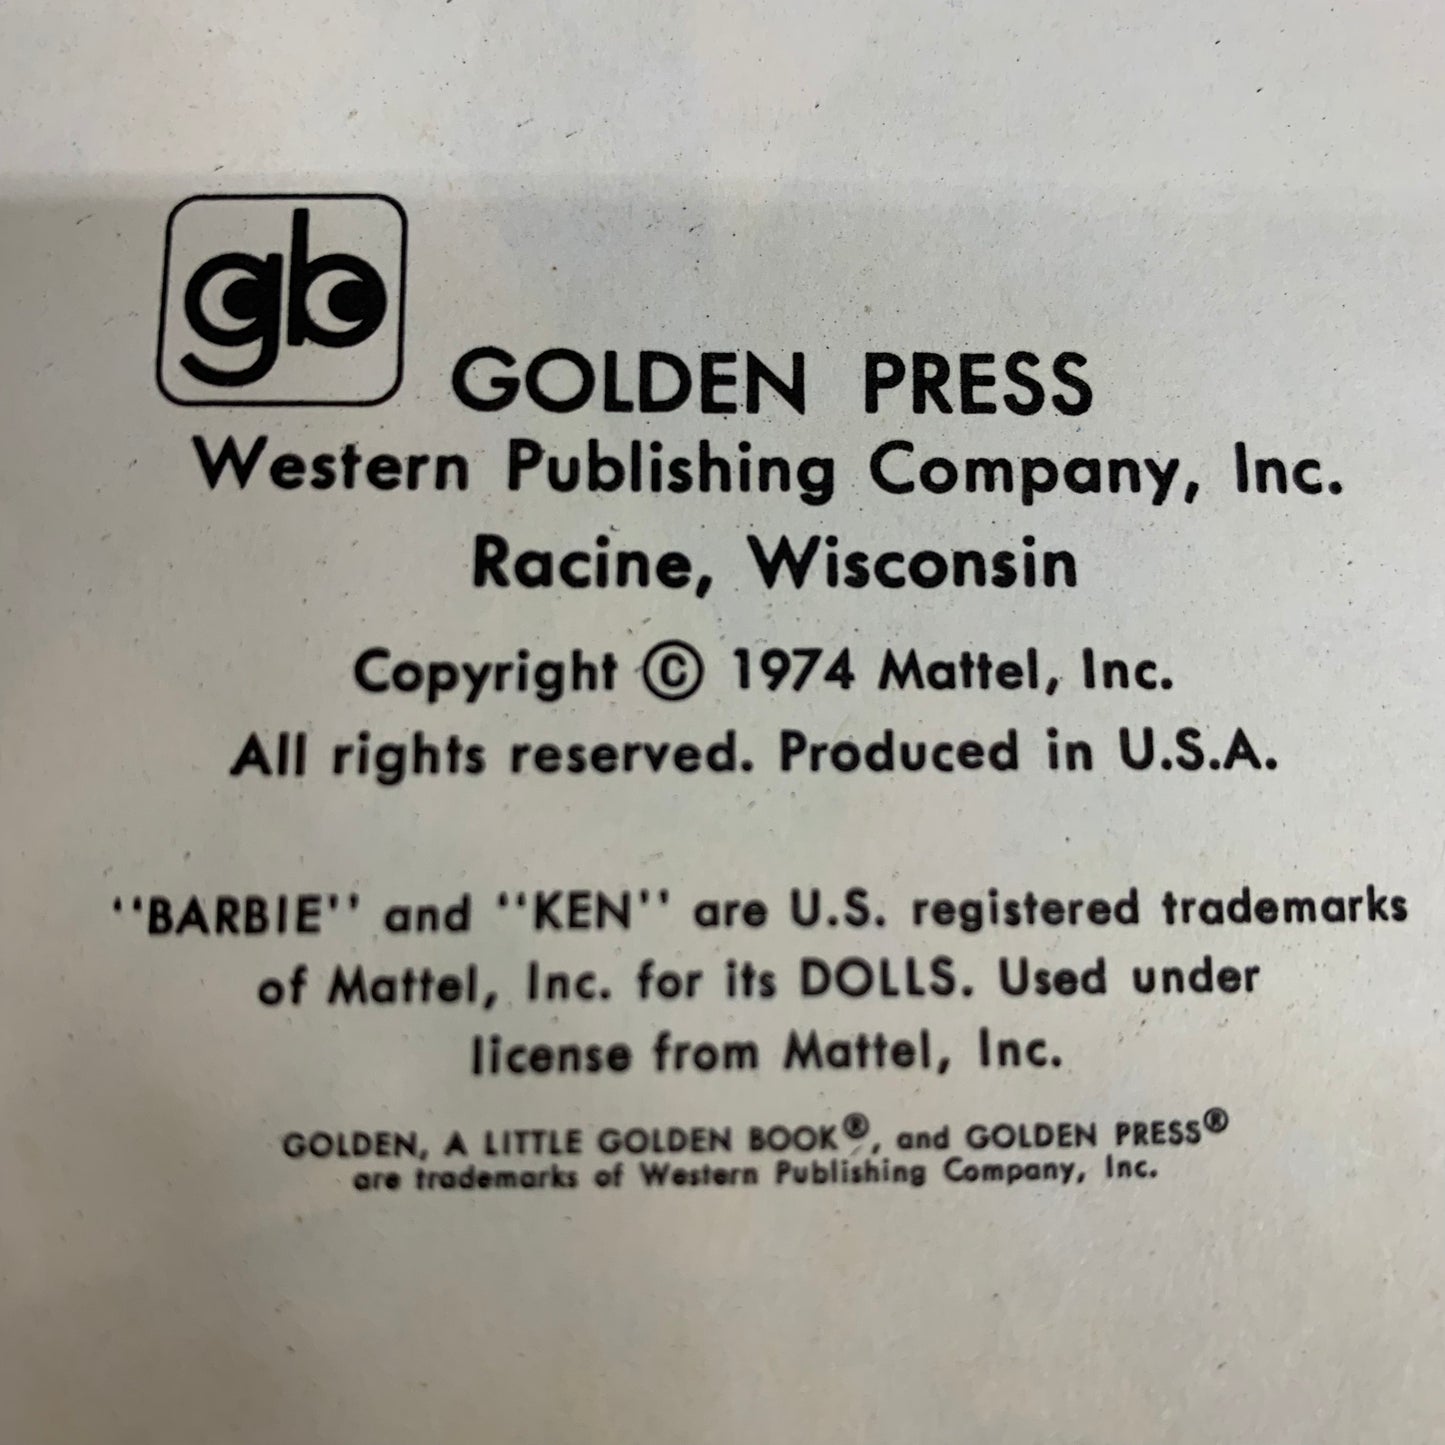 gb
GOLDEN PRESS
Western Publishing Company, Inc.
Racine, Wisconsin
Copyright © 1974 Mattel, Inc.
All rights reserved. Produced in U.S.A.
"BARBIE" and "KEN" are U.S. registered trademarks
of Mattel, Inc. for its DOLLS. Used under
license from Mattel, Inc.
GOLDEN, A LITTLE GOLDEN BOOK®, and GOLDEN PRESS®
are trademarks of Western Publishing Company, Inc.